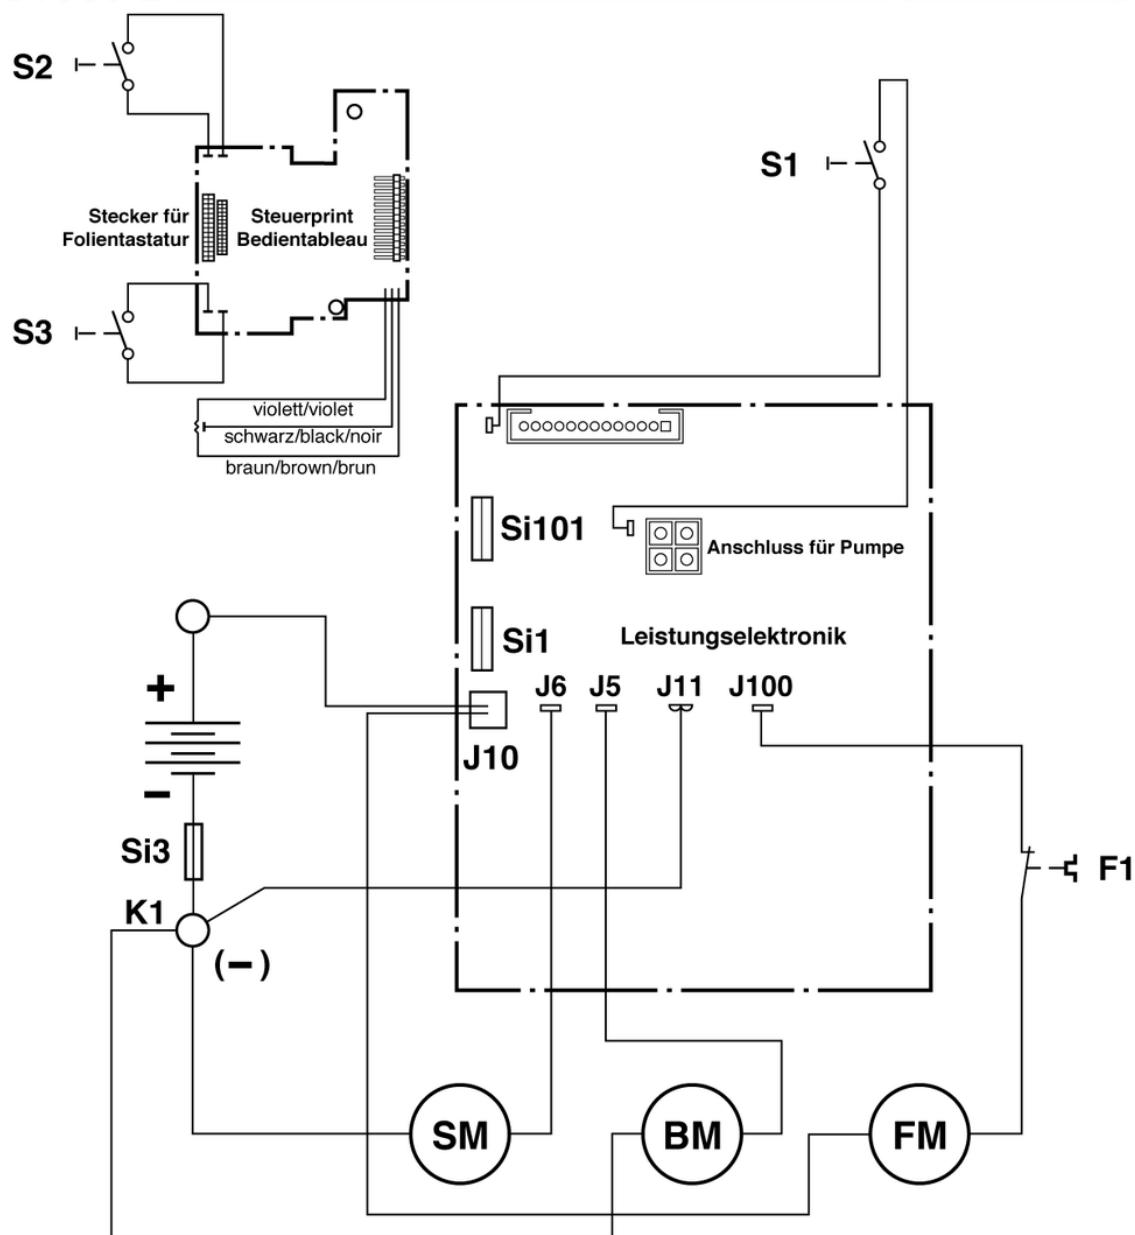 S2
S1
Stecker für
Folientastatur
Steuerprint
Bedientableau
S3
violett/violet
schwarz/black/noir
braun/brown/brun
Si101
Anschluss für Pumpe
Si1
Leistungselektronik
+
J6 J5 J11 J100
J10
−
Si3
F1
K1
(−)
SM
BM
FM